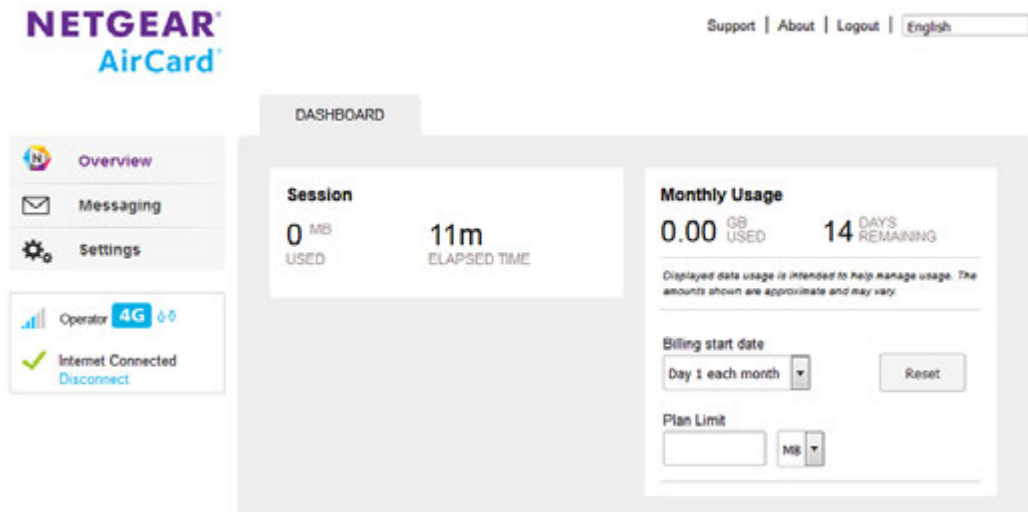 NETGEAR
AirCard
Support | About | Logout | English
DASHBOARD
Overview
Messaging
Settings
Operator 4G
Internet Connected
Disconnect
Session
0 MB USED
11m ELAPSED TIME
Monthly Usage
0.00 GB USED
14 DAYS REMAINING
Displayed data usage is intended to help manage usage. The
amounts shown are approximate and may vary.
Billing start date
Day 1 each month
Reset
Plan Limit
MB